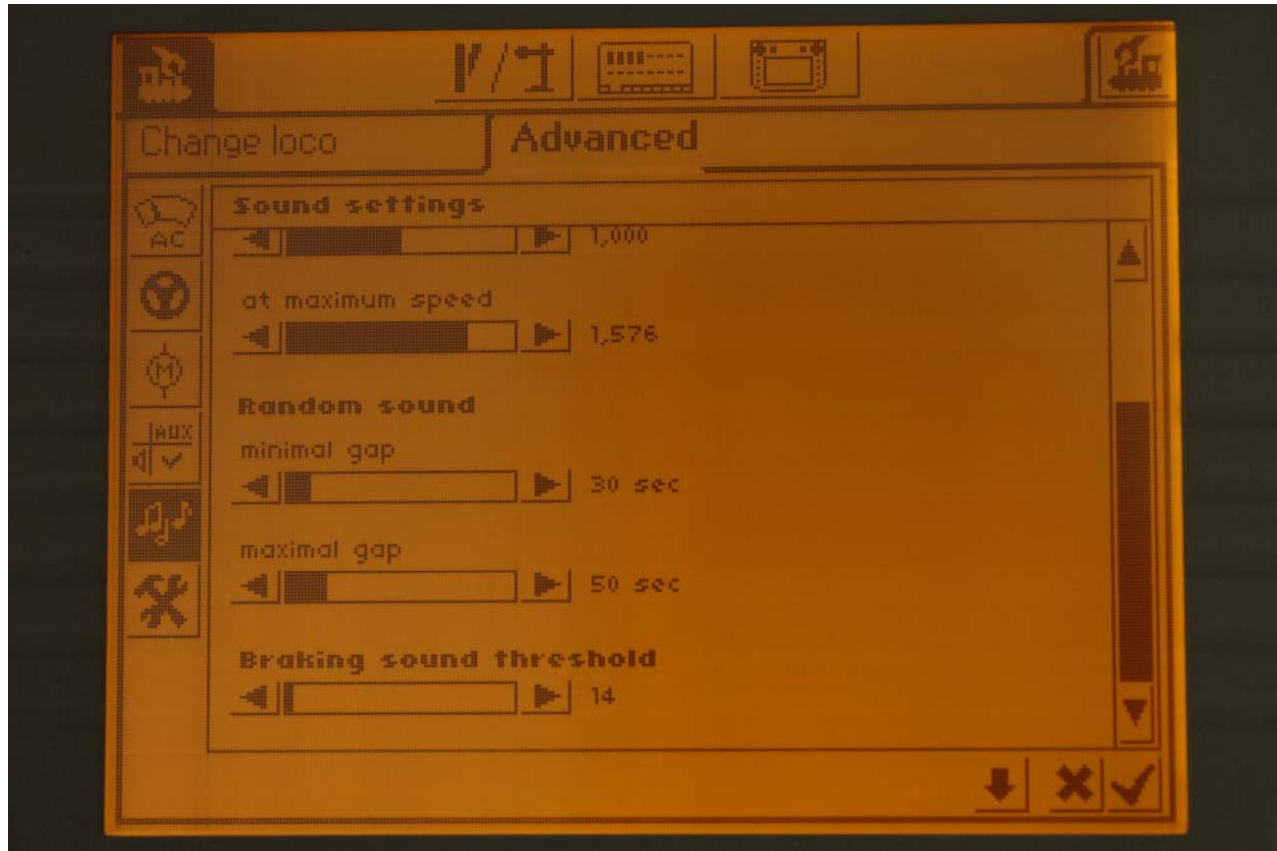 Change loco
Advanced
AC
Sound settings
1,000
at maximum speed
1,576
M
Random sound
AUX
minimal gap
30 sec
maximal gap
50 sec
Braking sound threshold
14